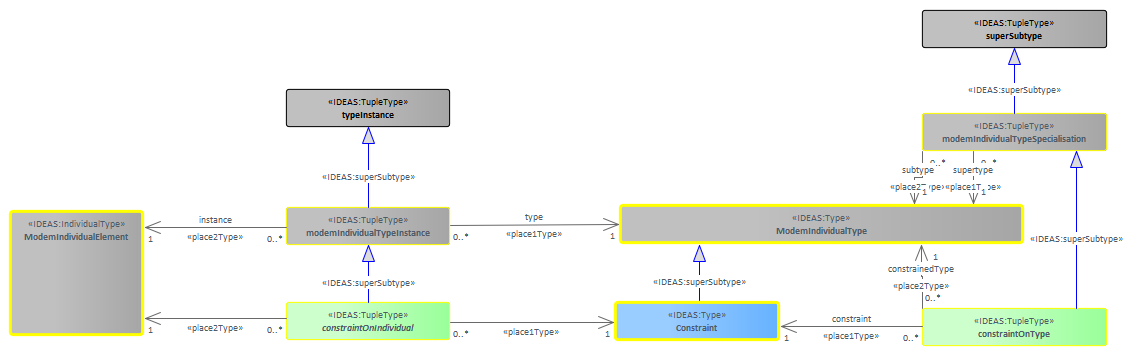 «IDEAS:TupleType»
superSubtype
«IDEAS:superSubtype»
«IDEAS:TupleType»
typeInstance
«IDEAS:TupleType»
modemIndividualTypeSpecialisation
0..*
0..*
subtype
supertype
«IDEAS:superSubtype»
«place2Type»
«place1Type»
1
1
«IDEAS:IndividualType»
ModemIndividualElement
instance
«place2Type»
1
0..*
«IDEAS:TupleType»
modemIndividualTypeInstance
type
«place1Type»
0..*
1
«IDEAS:Type»
ModemIndividualType
«IDEAS:superSubtype»
1
constrainedType
«IDEAS:superSubtype»
«IDEAS:superSubtype»
«place2Type»
0..*
«place2Type»
1
0..*
«IDEAS:TupleType»
constraintOnIndividual
«place1Type»
0..*
1
«IDEAS:Type»
Constraint
constraint
«place1Type»
1
0..*
«IDEAS:TupleType»
constraintOnType